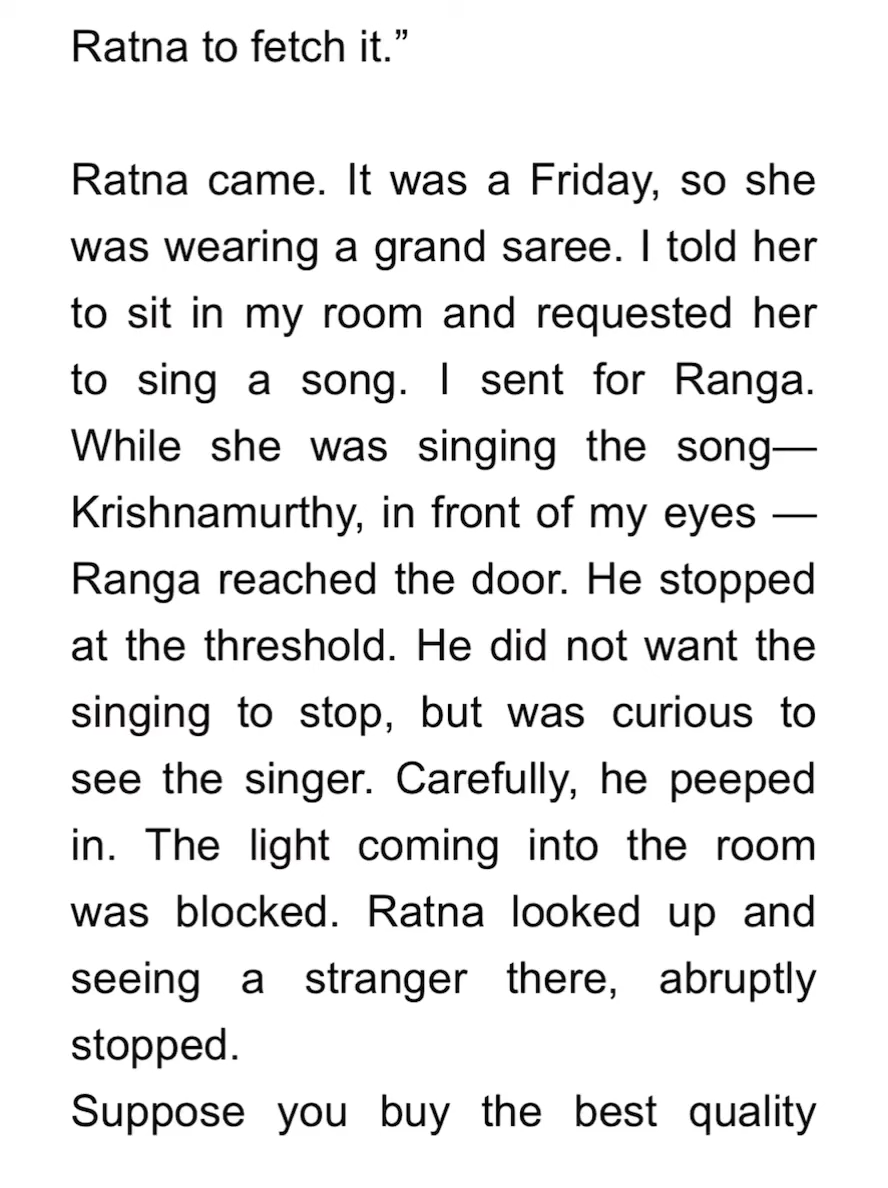 Ratna to fetch it.”
Ratna came. It was a Friday, so she
was wearing a grand saree. I told her
to sit in my room and requested her
to sing a song. I sent for Ranga.
While she was singing the song—
Krishnamurthy, in front of my eyes —
Ranga reached the door. He stopped
at the threshold. He did not want the
singing to stop, but was curious to
see the singer. Carefully, he peeped
in. The light coming into the room
was blocked. Ratna looked up and
seeing a stranger there, abruptly
stopped.
Suppose you buy the best quality